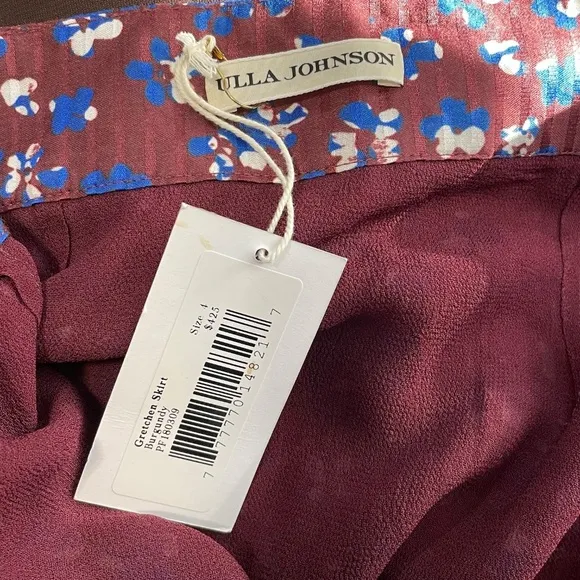 ULLA JOHNSON
Gretchen Skirt
Burgundy
PF180309
Size 4
$425
7 77770 14821 7